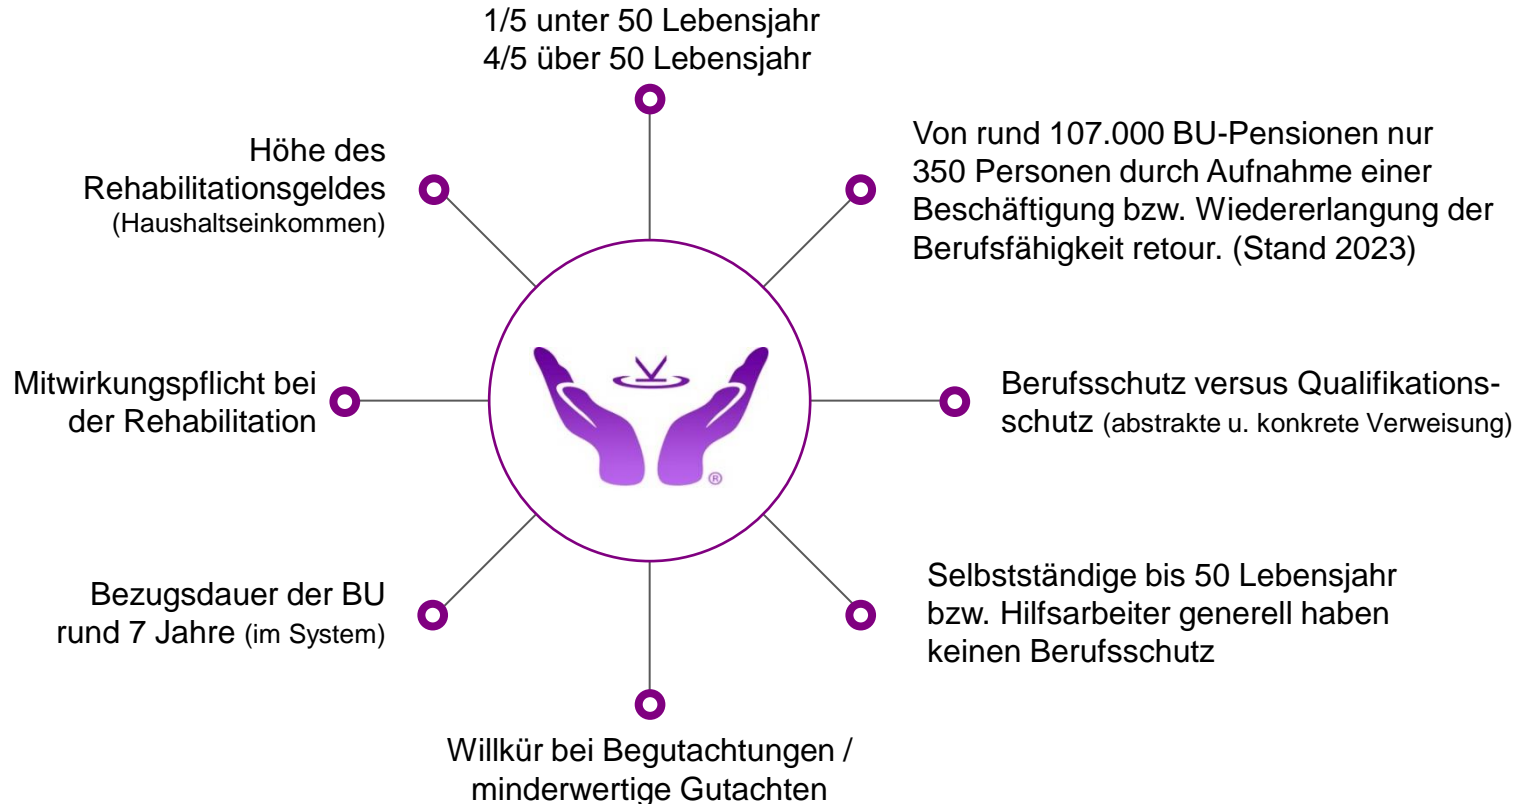 1/5 unter 50 Lebensjahr
4/5 über 50 Lebensjahr
Von rund 107.000 BU-Pensionen nur
350 Personen durch Aufnahme einer
Beschäftigung bzw. Wiedererlangung der
Berufsfähigkeit retour. (Stand 2023)
Berufsschutz versus Qualifikations-
schutz (abstrakte u. konkrete Verweisung)
Selbstständige bis 50 Lebensjahr
bzw. Hilfsarbeiter generell haben
keinen Berufsschutz
Willkür bei Begutachtungen /
minderwertige Gutachten
Bezugsdauer der BU
rund 7 Jahre (im System)
Mitwirkungspflicht bei
der Rehabilitation
Höhe des
Rehabilitationsgeldes
(Haushaltseinkommen)
K
®